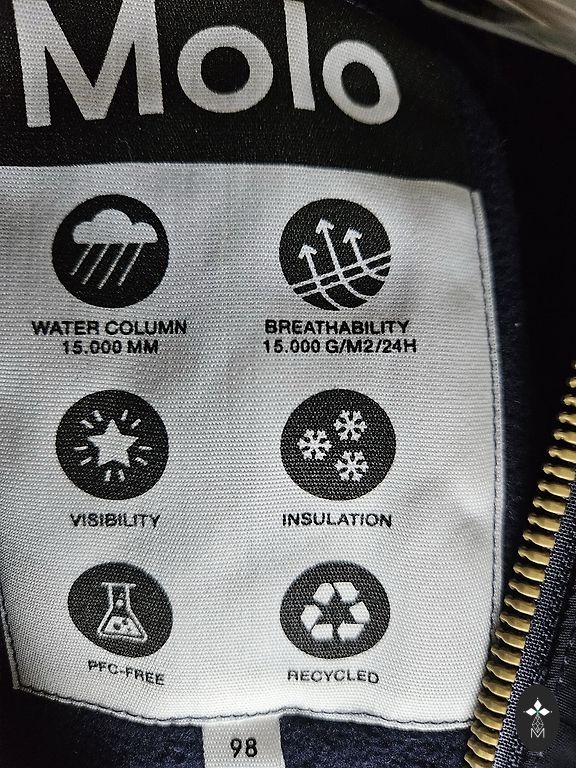 Molo
WATER COLUMN
15.000 MM
BREATHABILITY
15.000 G/M2/24H
VISIBILITY
INSULATION
PFC-FREE
RECYCLED
98
M